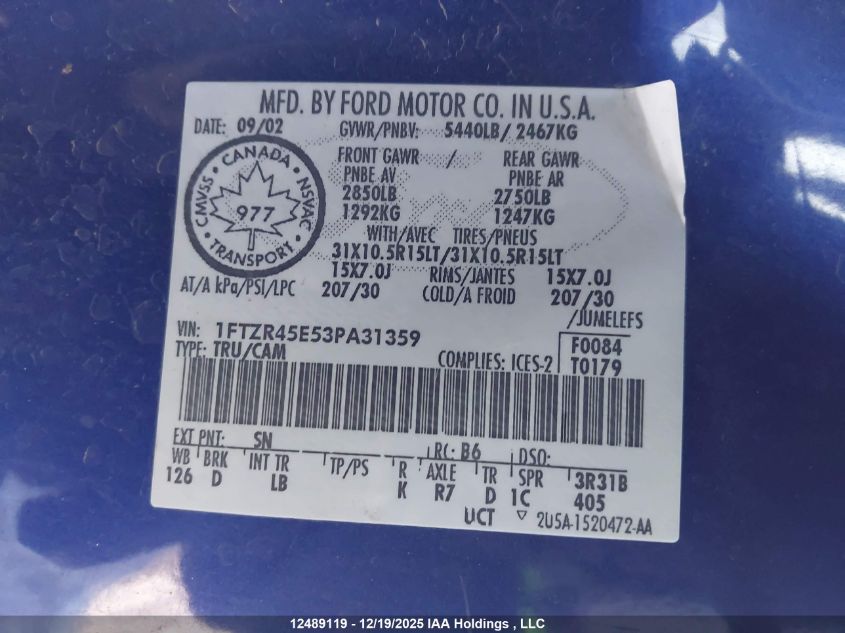 MFD. BY FORD MOTOR CO. IN U.S.A.
DATE: 09/02 GVWR/PNBV: 5440LB/ 2467KG
CANADA
CMVSS 977 NSVAC
TRANSPORT
FRONT GAWR / REAR GAWR
PNBE AV PNBE AR
2850LB 2750LB
1292KG 1247KG
WITH/AVEC TIRES/PNEUS
31X10.5R15LT/31X10.5R15LT
15X7.0J RIMS/JANTES 15X7.0J
AT/A kPa/PSI/LPC 207/30 COLD/A FROID 207/30
/JUMELEES
VIN: 1FTZR45E53PA31359 F0084
TYPE: TRU/CAM COMPLIES: ICES-2 T0179
EXT PNT: SN RC: B6 DSO:
WB BRK INT TR TP/PS R AXLE TR SPR 3R31B
126 D LB K R7 D 1C 405
UCT ▽ 2U5A-1520472-AA
12489119 - 12/19/2025 IAA Holdings , LLC